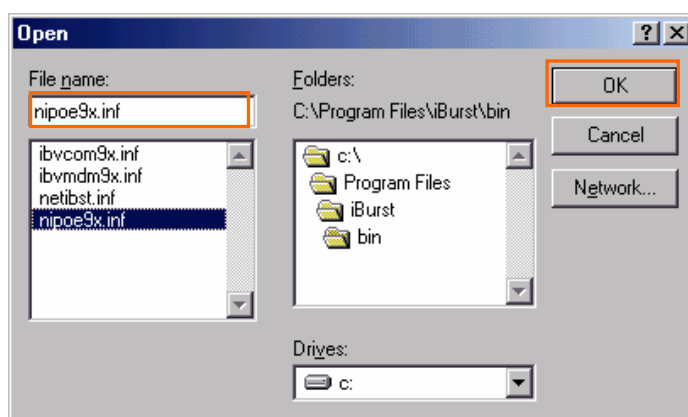 Open
File name:
nipoe9x.inf
ibvcom9x.inf
ibvmdm9x.inf
netibst.inf
nipoe9x.inf
Folders:
C:\Program Files\iBurst\bin
c:\
Program Files
iBurst
bin
Drives:
c:
OK
Cancel
Network...